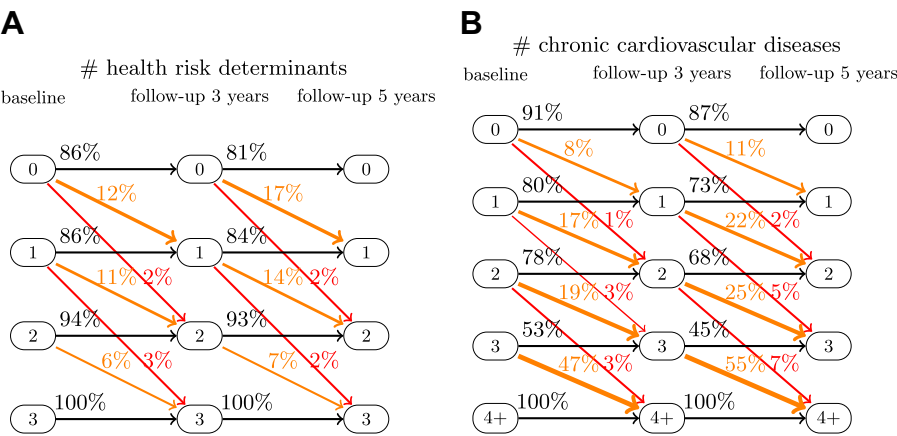 A
# health risk determinants
baseline follow-up 3 years follow-up 5 years
86% 81%
0 0 0
12% 17%
86% 84%
1 1 1
11% 2% 14% 2%
94% 93%
2 2 2
6% 3% 7% 2%
100% 100%
3 3 3
B
# chronic cardiovascular diseases
baseline follow-up 3 years follow-up 5 years
91% 87%
0 0 0
8% 11%
80% 73%
1 1 1
17% 1% 22% 2%
78% 68%
2 2 2
19% 3% 25% 5%
53% 45%
3 3 3
47% 3% 55% 7%
100% 100%
4+ 4+ 4+